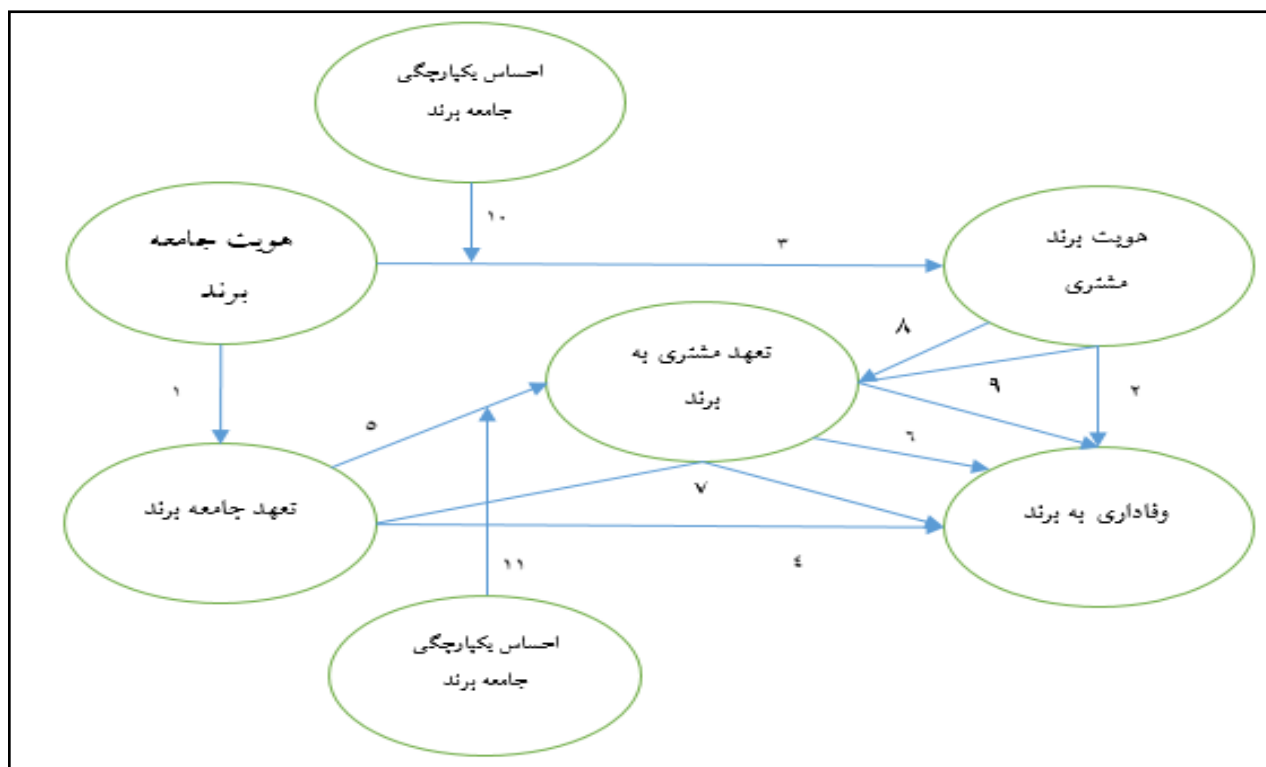 احساس یکپارچگی
جامعه برند
۱۰
هویت جامعه
برند
۳
هویت برند
مشتری
۸
تعهد مشتری به
برند
۹
۲
۱
۵
۶
تعهد جامعه برند
۷
وفاداری به برند
۱۱
٤
احساس یکپارچگی
جامعه برند